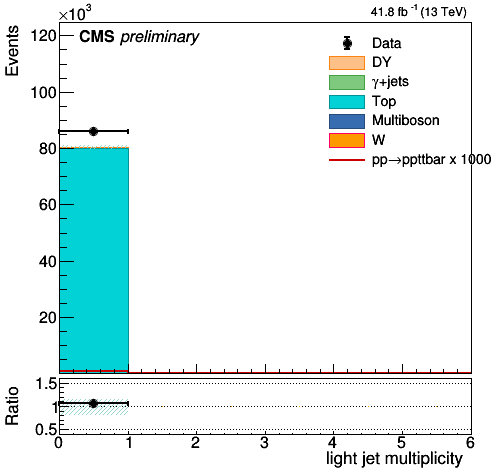 ×10³
41.8 fb⁻¹ (13 TeV)
CMS preliminary
Events
120
100
80
60
40
20
Data
DY
γ+jets
Top
Multiboson
W
pp→ppttbar x 1000
Ratio
1.5
1
0.5
0 1 2 3 4 5 6
light jet multiplicity